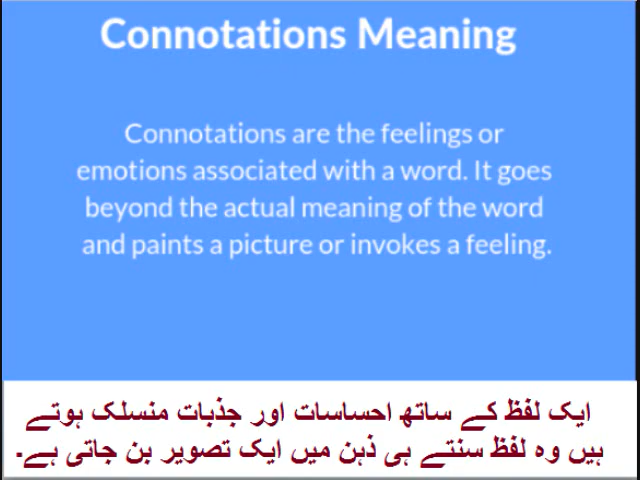 Connotations Meaning
Connotations are the feelings or
emotions associated with a word. It goes
beyond the actual meaning of the word
and paints a picture or invokes a feeling.
ایک لفظ کے ساتھ احساسات اور جذبات منسلک ہوتے
ہیں وہ لفظ سنتے ہی ذہن میں ایک تصویر بن جاتی ہے۔